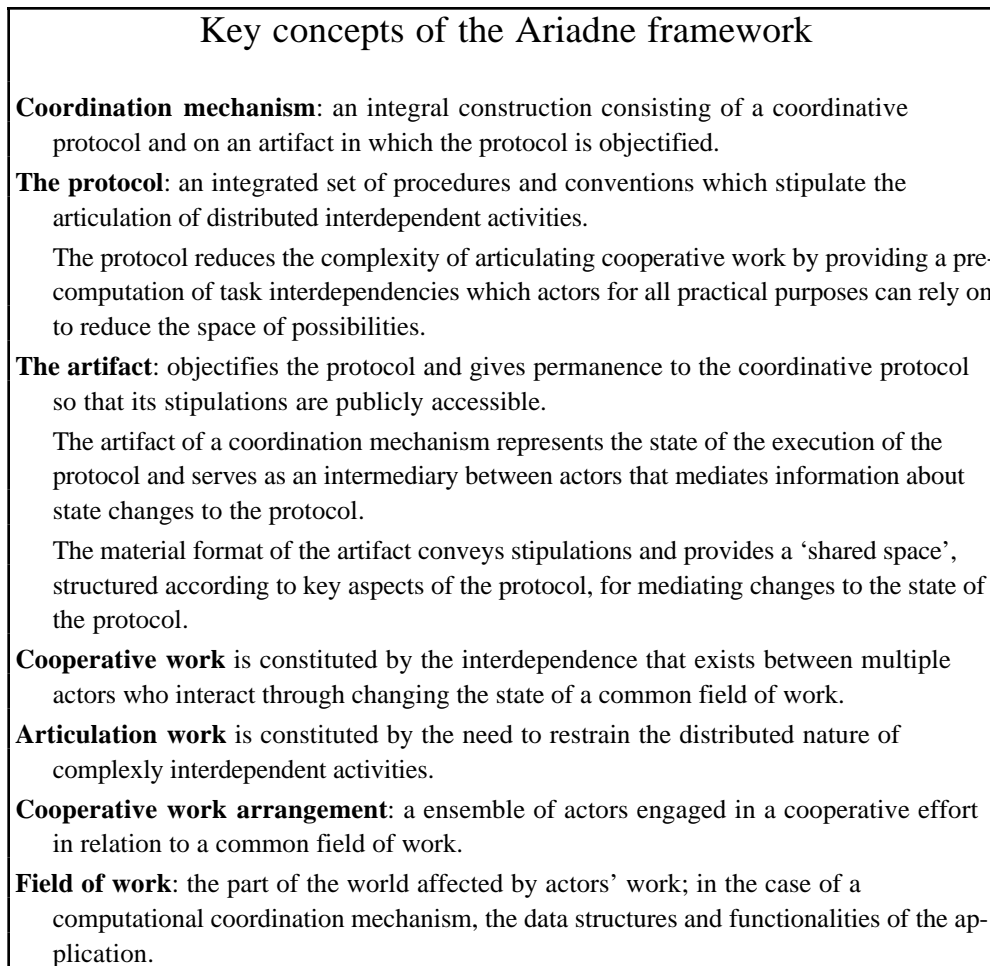 Key concepts of the Ariadne framework
Coordination mechanism: an integral construction consisting of a coordinative
protocol and on an artifact in which the protocol is objectified.
The protocol: an integrated set of procedures and conventions which stipulate the
articulation of distributed interdependent activities.
The protocol reduces the complexity of articulating cooperative work by providing a pre-
computation of task interdependencies which actors for all practical purposes can rely on
to reduce the space of possibilities.
The artifact: objectifies the protocol and gives permanence to the coordinative protocol
so that its stipulations are publicly accessible.
The artifact of a coordination mechanism represents the state of the execution of the
protocol and serves as an intermediary between actors that mediates information about
state changes to the protocol.
The material format of the artifact conveys stipulations and provides a ‘shared space’,
structured according to key aspects of the protocol, for mediating changes to the state of
the protocol.
Cooperative work is constituted by the interdependence that exists between multiple
actors who interact through changing the state of a common field of work.
Articulation work is constituted by the need to restrain the distributed nature of
complexly interdependent activities.
Cooperative work arrangement: a ensemble of actors engaged in a cooperative effort
in relation to a common field of work.
Field of work: the part of the world affected by actors’ work; in the case of a
computational coordination mechanism, the data structures and functionalities of the ap-
plication.